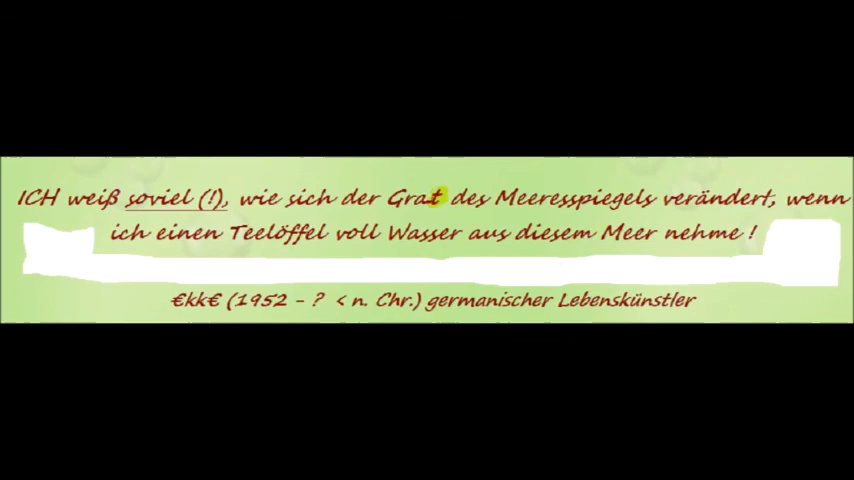 ICH weiß soviel (!), wie sich der Grat des Meeresspiegels verändert, wenn
ich einen Teelöffel voll Wasser aus diesem Meer nehme !
€kk€ (1952 - ? < n. Chr.) germanischer Lebenskünstler